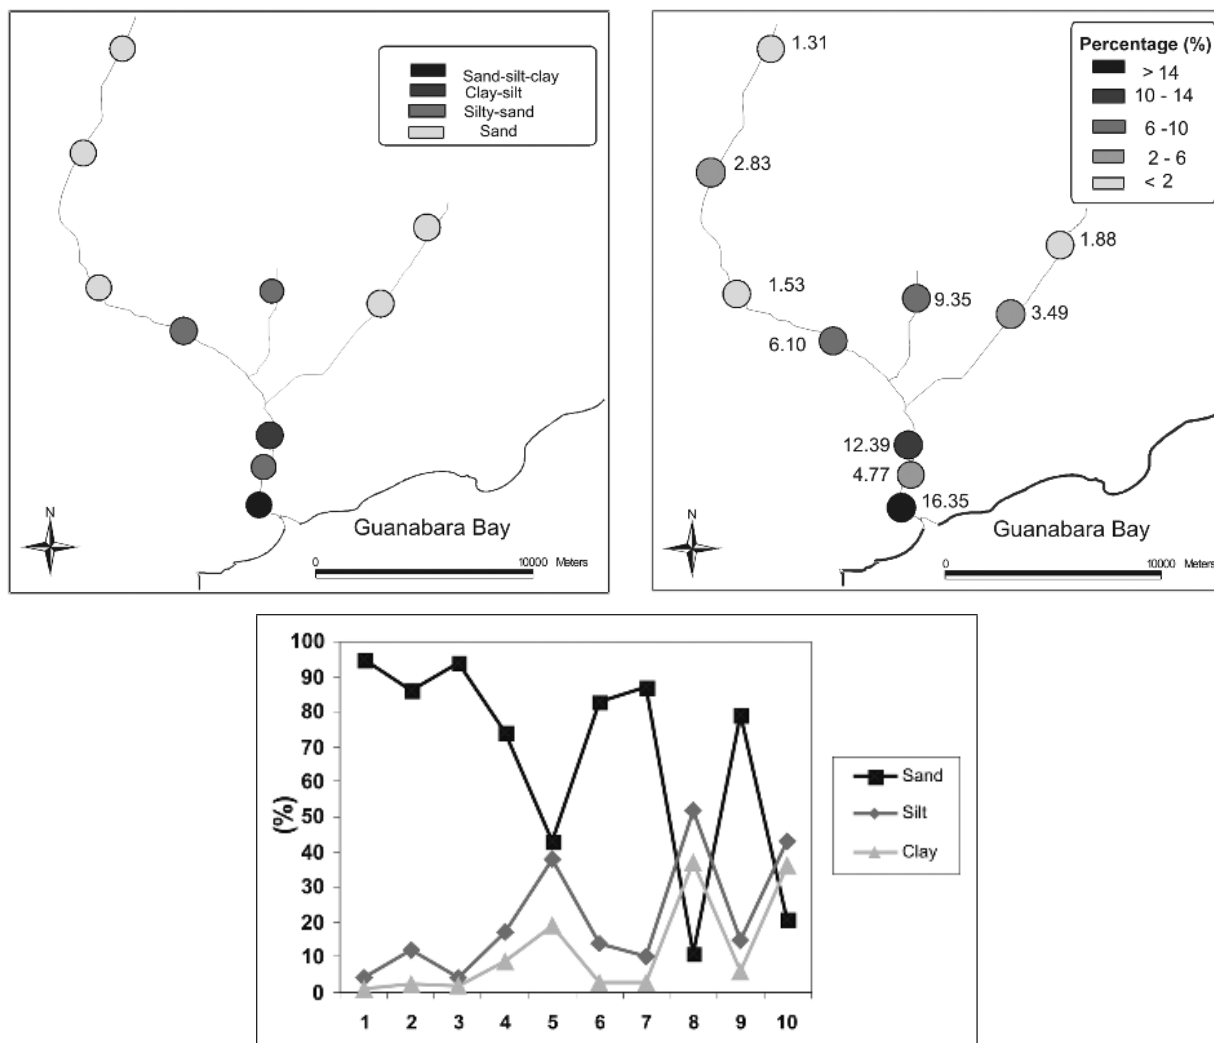 Sand-silt-clay
Clay-silt
Silty-sand
Sand
N
Guanabara Bay
0 10000 Meters
Percentage (%)
> 14
10 - 14
6 -10
2 - 6
< 2
1.31
2.83
1.88
1.53
9.35
3.49
6.10
12.39
4.77
16.35
N
Guanabara Bay
0 10000 Meters
100
90
80
70
60
50
40
30
20
10
0
(%)
1 2 3 4 5 6 7 8 9 10
Sand
Silt
Clay